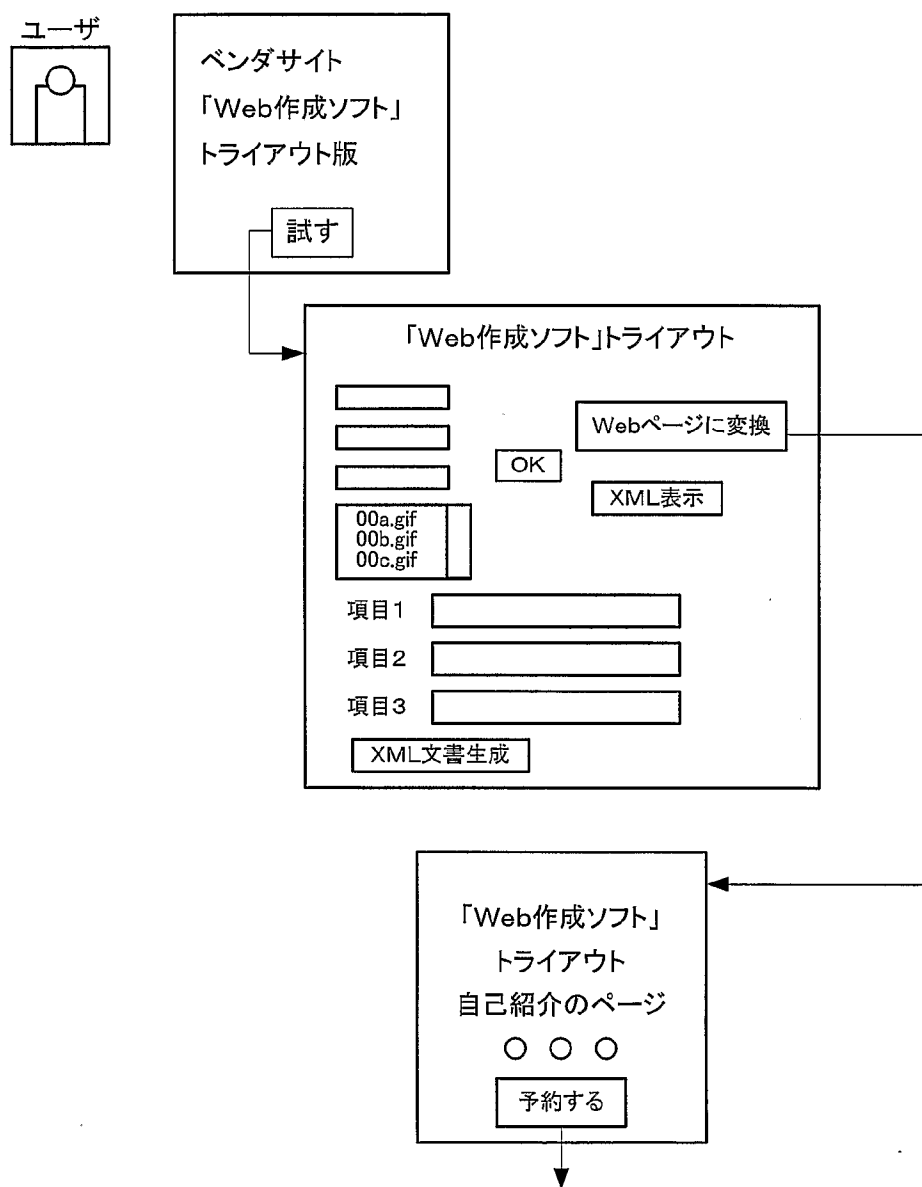 ユーザ
ベンダサイト
「Web作成ソフト」
トライアウト版
試す
「Web作成ソフト」トライアウト
Webページに変換
OK
XML表示
00a.gif
00b.gif
00c.gif
項目1
項目2
項目3
XML文書生成
「Web作成ソフト」
トライアウト
自己紹介のページ
○ ○ ○
予約する